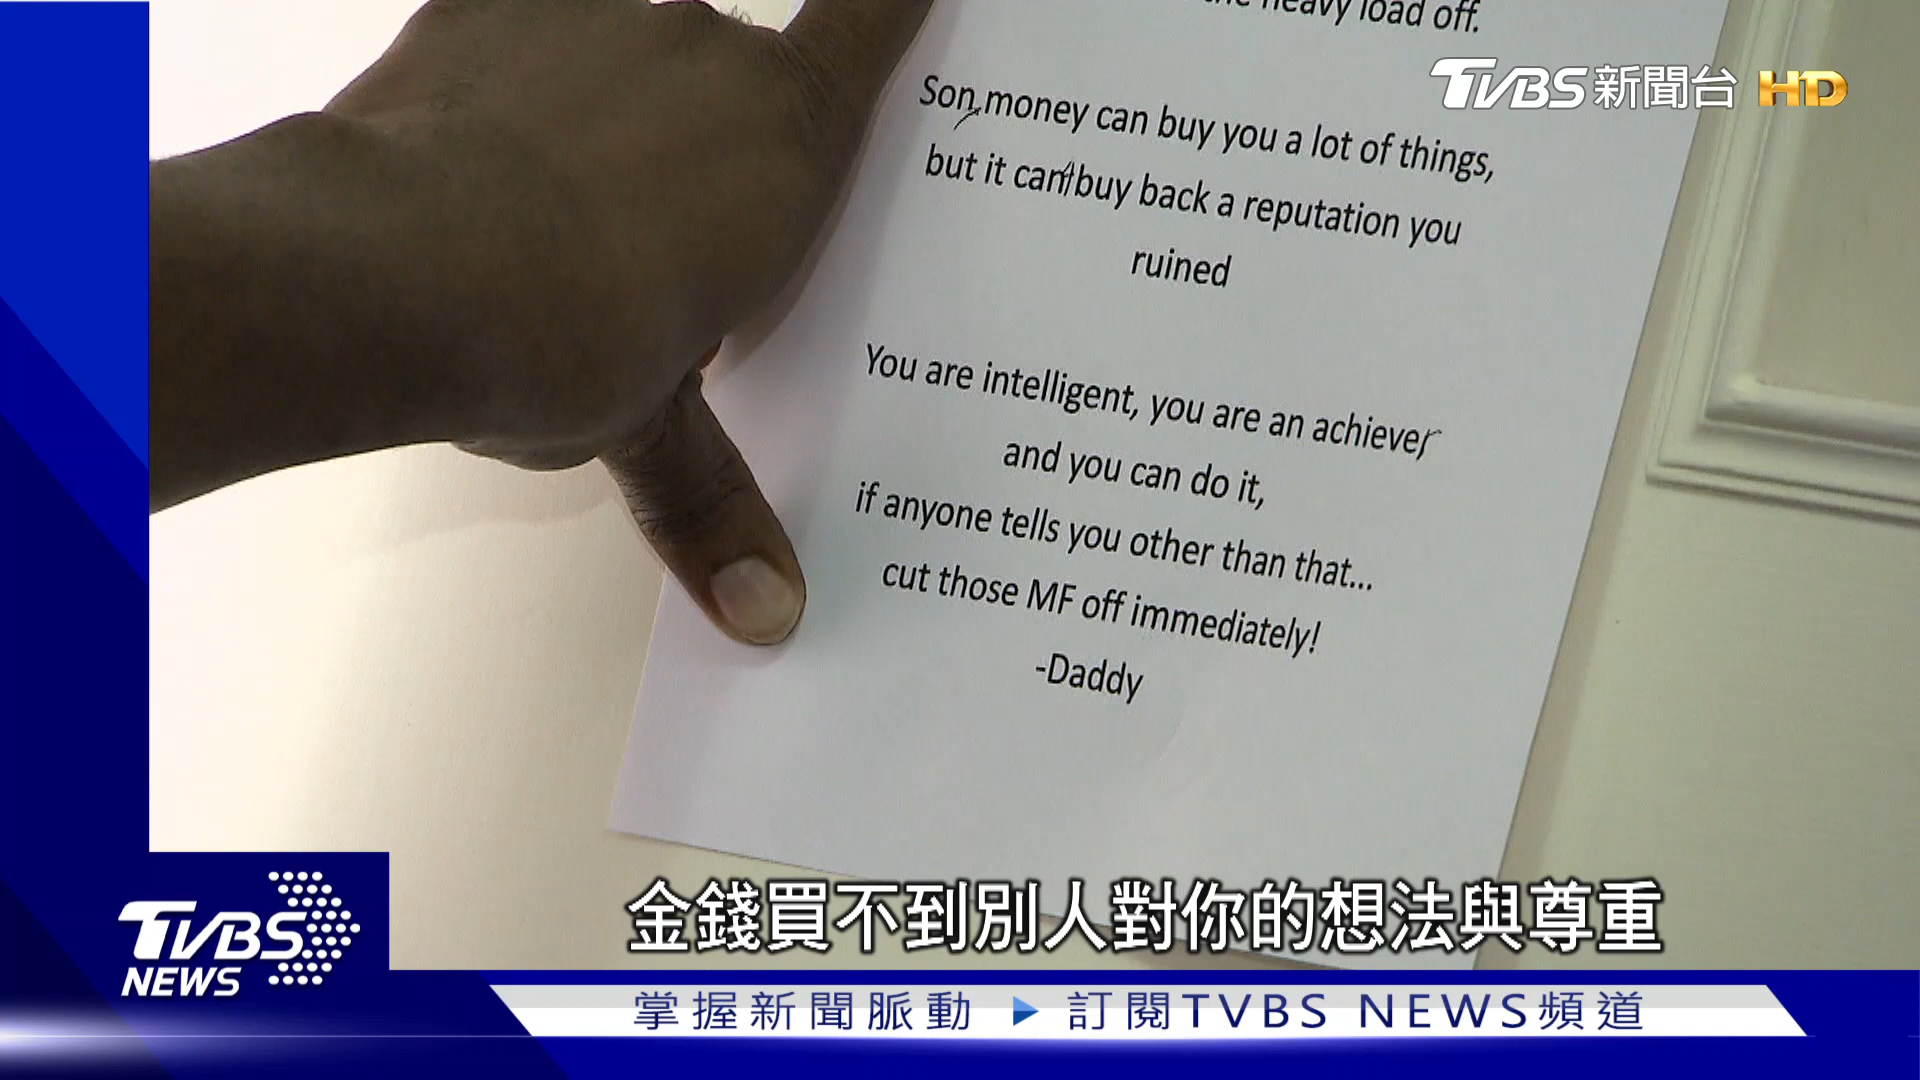 the heavy load off.
TVBS新聞台 HD
Son, money can buy you a lot of things,
but it can't buy back a reputation you
ruined
You are intelligent, you are an achiever
and you can do it,
if anyone tells you other than that...
cut those MF off immediately!
-Daddy
金錢買不到別人對你的想法與尊重
TVBS
NEWS
掌握新聞脈動 ▶ 訂閱TVBS NEWS頻道